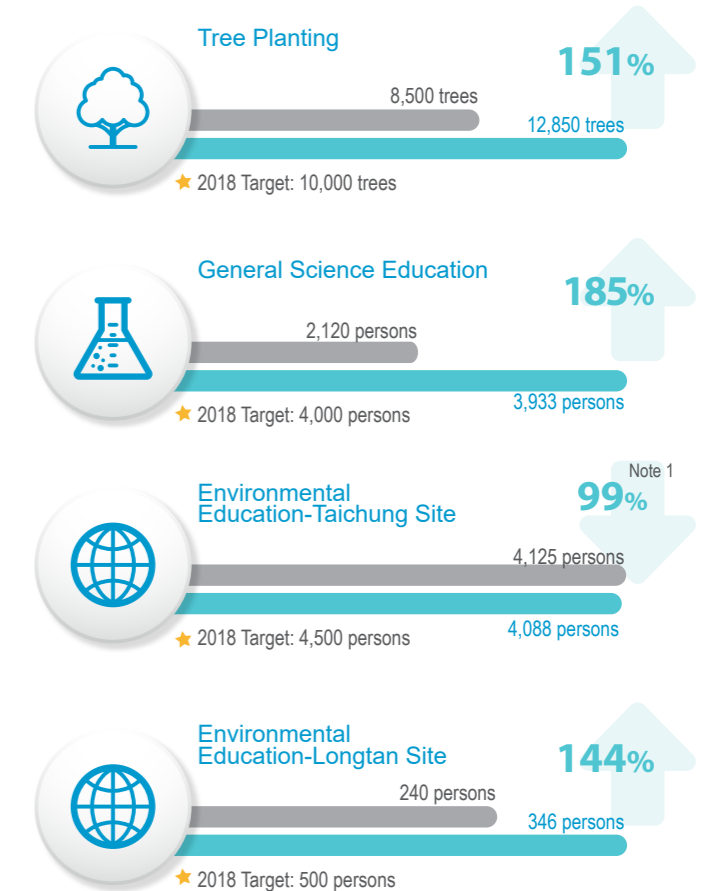 Tree Planting
151%
8,500 trees
12,850 trees
2018 Target: 10,000 trees
General Science Education
185%
2,120 persons
3,933 persons
2018 Target: 4,000 persons
Note 1
Environmental
Education-Taichung Site
99%
4,125 persons
4,088 persons
2018 Target: 4,500 persons
Environmental
Education-Longtan Site
144%
240 persons
346 persons
2018 Target: 500 persons